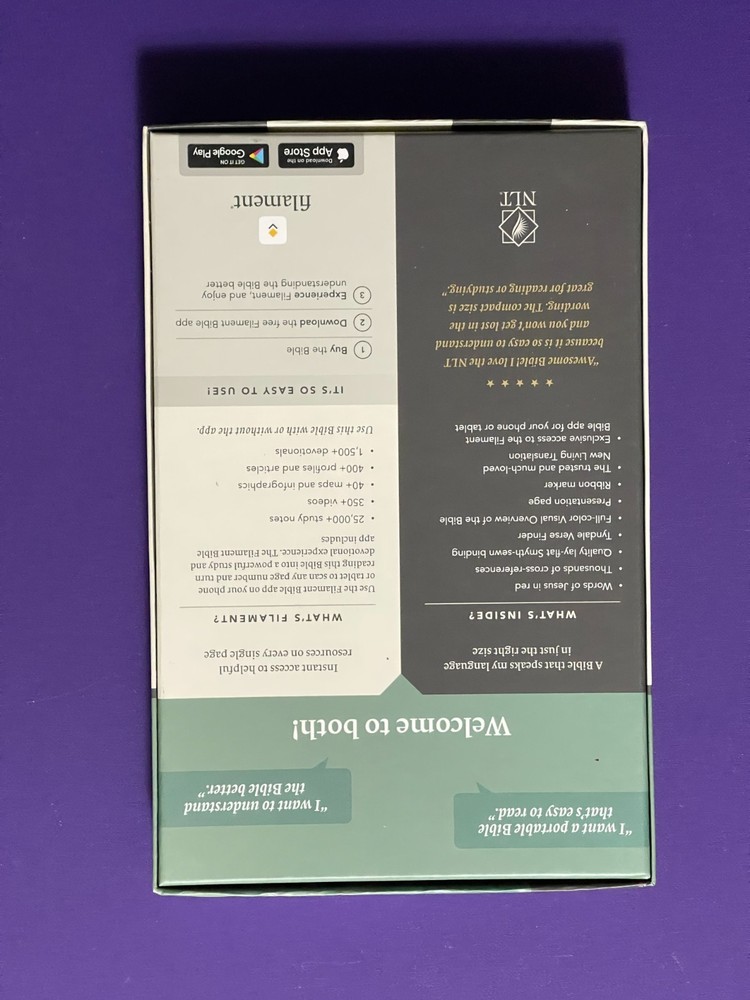 "I want a portable Bible
that's easy to read."
"I want to understand
the Bible better."
Welcome to both!
A Bible that speaks my language
in just the right size
WHAT'S INSIDE?
• Words of Jesus in red
• Thousands of cross-references
• Quality lay-flat Smyth-sewn binding
• Tyndale Verse Finder
• Full-color Visual Overview of the Bible
• Presentation page
• Ribbon marker
• The trusted and much-loved
New Living Translation
• Exclusive access to the Filament
Bible app for your phone or tablet
★ ★ ★ ★ ★
"Awesome Bible! I love the NLT
because it is so easy to understand
and you won't get lost in the
wording. The compact size is
great for reading or studying."
NLT
Instant access to helpful
resources on every single page
WHAT'S FILAMENT?
Use the Filament Bible app on your phone
or tablet to scan any page number and turn
reading this Bible into a powerful study and
devotional experience. The Filament Bible
app includes
• 25,000+ study notes
• 350+ videos
• 40+ maps and infographics
• 400+ profiles and articles
• 1,500+ devotionals
Use this Bible with or without the app.
IT'S SO EASY TO USE!
1 Buy the Bible
2 Download the free Filament Bible app
3 Experience Filament, and enjoy
understanding the Bible better
filament
Download on the
App Store
GET IT ON
Google Play